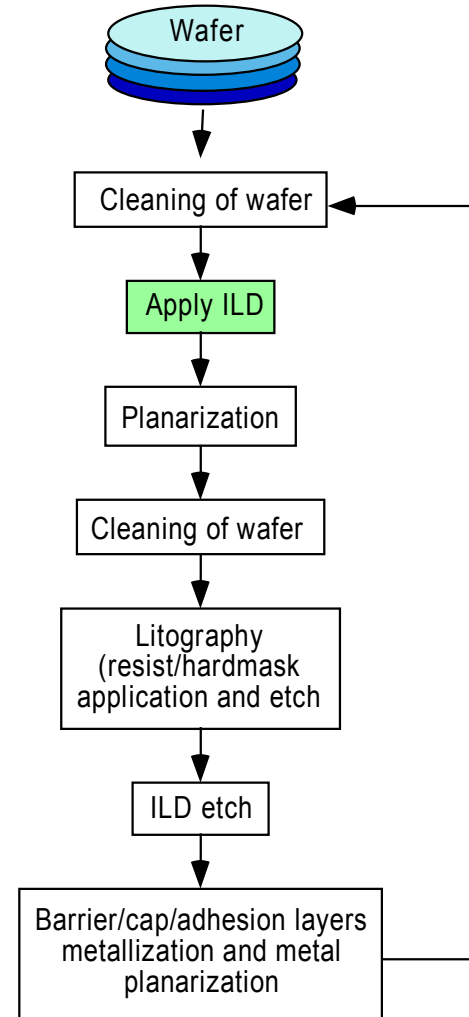 Wafer
Cleaning of wafer
Apply ILD
Planarization
Cleaning of wafer
Litography
(resist/hardmask
application and etch
ILD etch
Barrier/cap/adhesion layers
metallization and metal
planarization